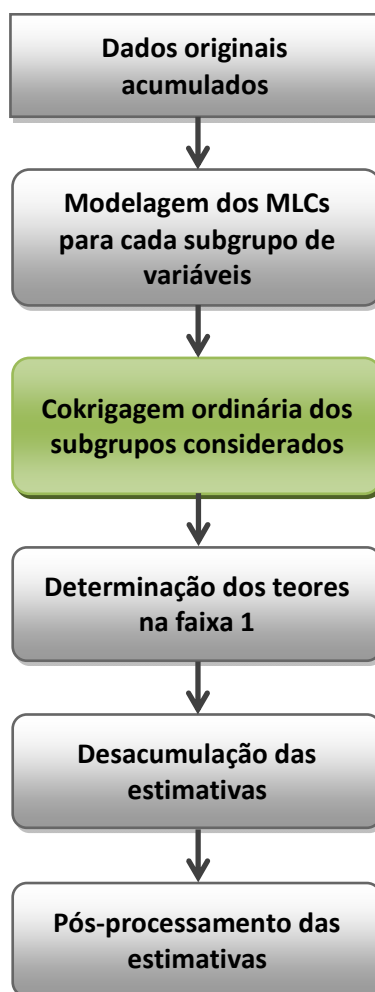 Dados originais
acumulados
Modelagem dos MLCs
para cada subgrupo de
variáveis
Cokrigagem ordinária dos
subgrupos considerados
Determinação dos teores
na faixa 1
Desacumulação das
estimativas
Pós-processamento das
estimativas